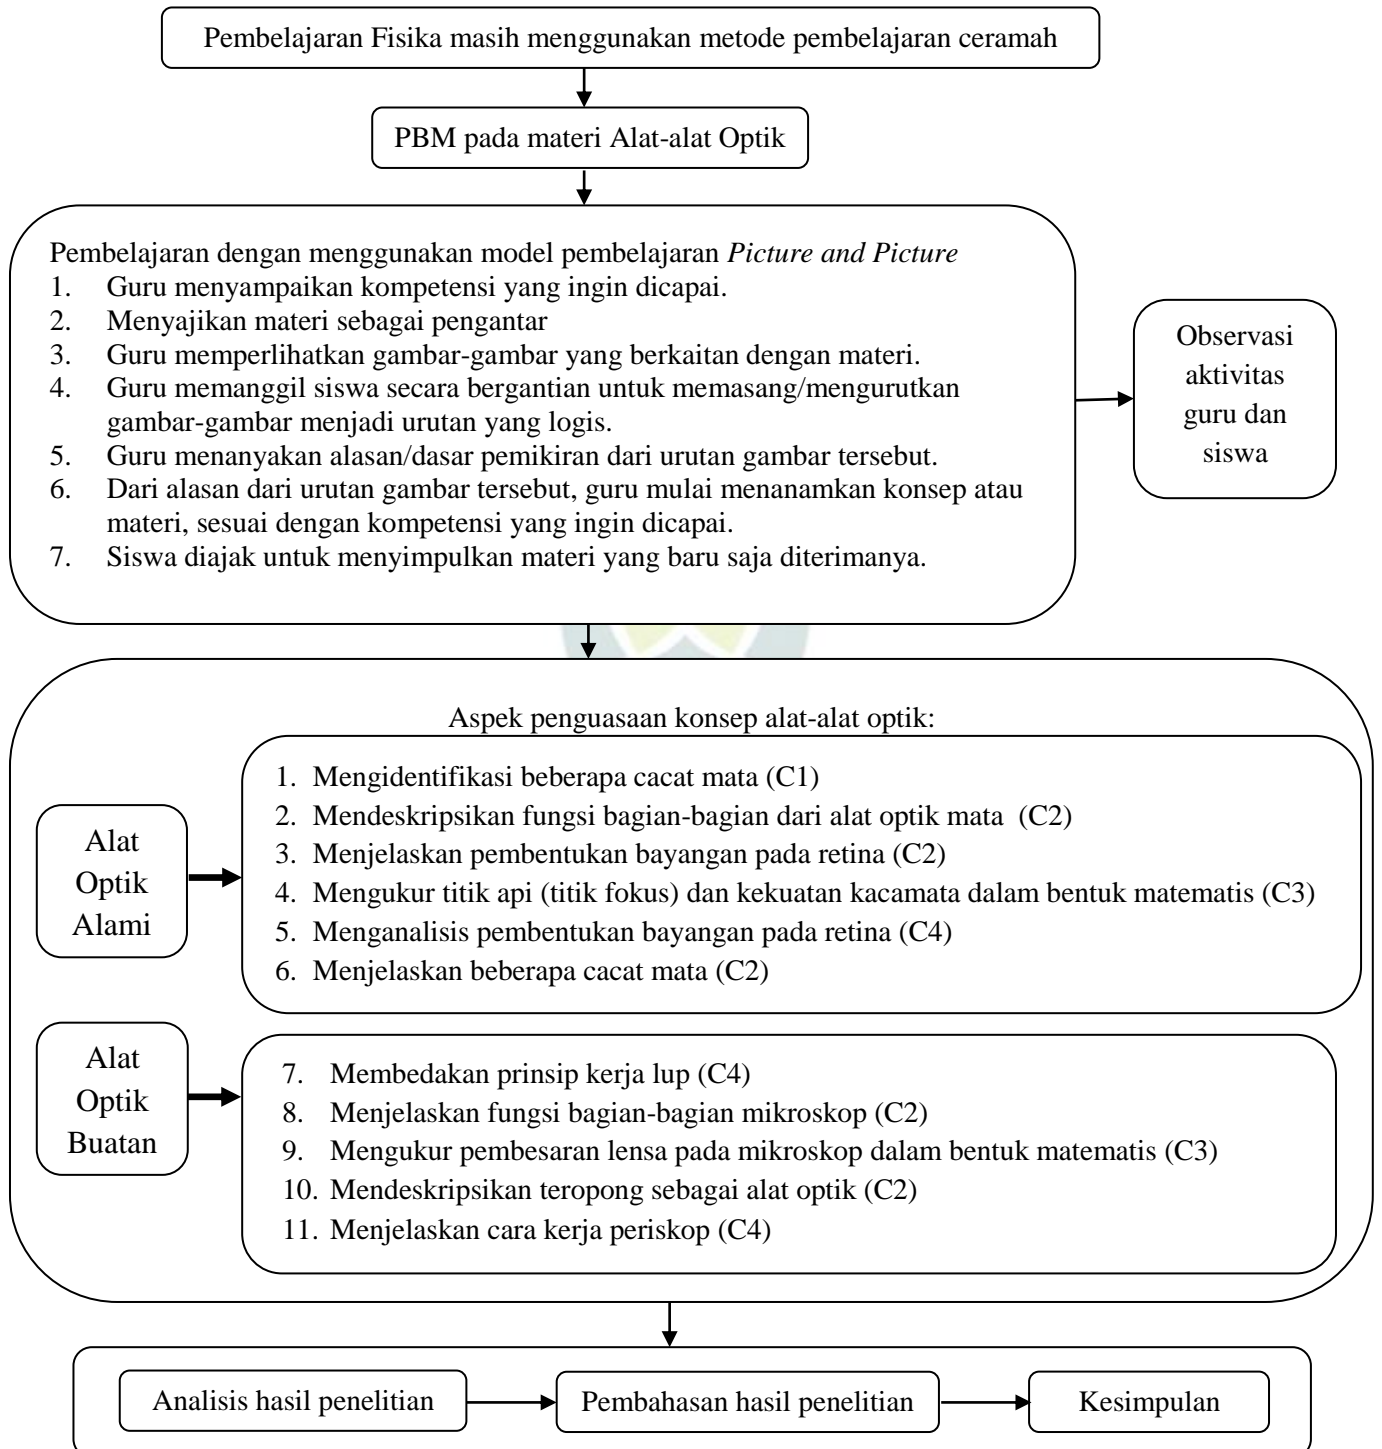 Pembelajaran Fisika masih menggunakan metode pembelajaran ceramah
PBM pada materi Alat-alat Optik
Pembelajaran dengan menggunakan model pembelajaran Picture and Picture
1. Guru menyampaikan kompetensi yang ingin dicapai.
2. Menyajikan materi sebagai pengantar
3. Guru memperlihatkan gambar-gambar yang berkaitan dengan materi.
4. Guru memanggil siswa secara bergantian untuk memasang/mengurutkan
gambar-gambar menjadi urutan yang logis.
5. Guru menanyakan alasan/dasar pemikiran dari urutan gambar tersebut.
6. Dari alasan dari urutan gambar tersebut, guru mulai menanamkan konsep atau
materi, sesuai dengan kompetensi yang ingin dicapai.
7. Siswa diajak untuk menyimpulkan materi yang baru saja diterimanya.
Observasi
aktivitas
guru dan
siswa
Aspek penguasaan konsep alat-alat optik:
Alat
Optik
Alami
1. Mengidentifikasi beberapa cacat mata (C1)
2. Mendeskripsikan fungsi bagian-bagian dari alat optik mata (C2)
3. Menjelaskan pembentukan bayangan pada retina (C2)
4. Mengukur titik api (titik fokus) dan kekuatan kacamata dalam bentuk matematis (C3)
5. Menganalisis pembentukan bayangan pada retina (C4)
6. Menjelaskan beberapa cacat mata (C2)
Alat
Optik
Buatan
7. Membedakan prinsip kerja lup (C4)
8. Menjelaskan fungsi bagian-bagian mikroskop (C2)
9. Mengukur pembesaran lensa pada mikroskop dalam bentuk matematis (C3)
10. Mendeskripsikan teropong sebagai alat optik (C2)
11. Menjelaskan cara kerja periskop (C4)
Analisis hasil penelitian
Pembahasan hasil penelitian
Kesimpulan